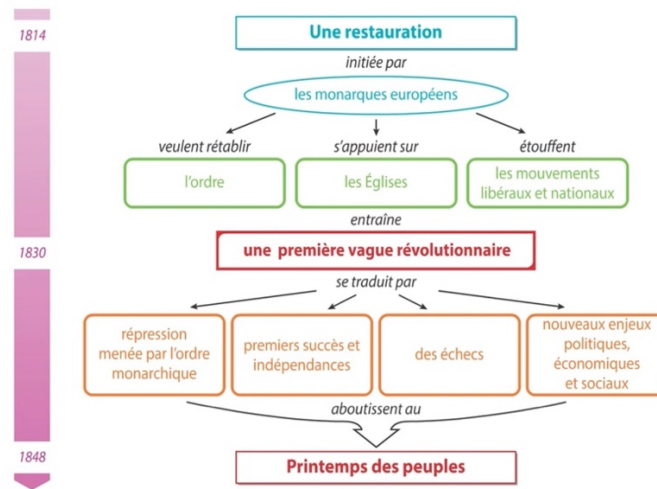 1814
Une restauration
initiée par
les monarques européens
veulent rétablir
s'appuient sur
étouffent
l'ordre
les Églises
les mouvements
libéraux et nationaux
entraîne
1830
une première vague révolutionnaire
se traduit par
répression
menée par l'ordre
monarchique
premiers succès et
indépendances
des échecs
nouveaux enjeux
politiques,
économiques
et sociaux
aboutissent au
1848
Printemps des peuples